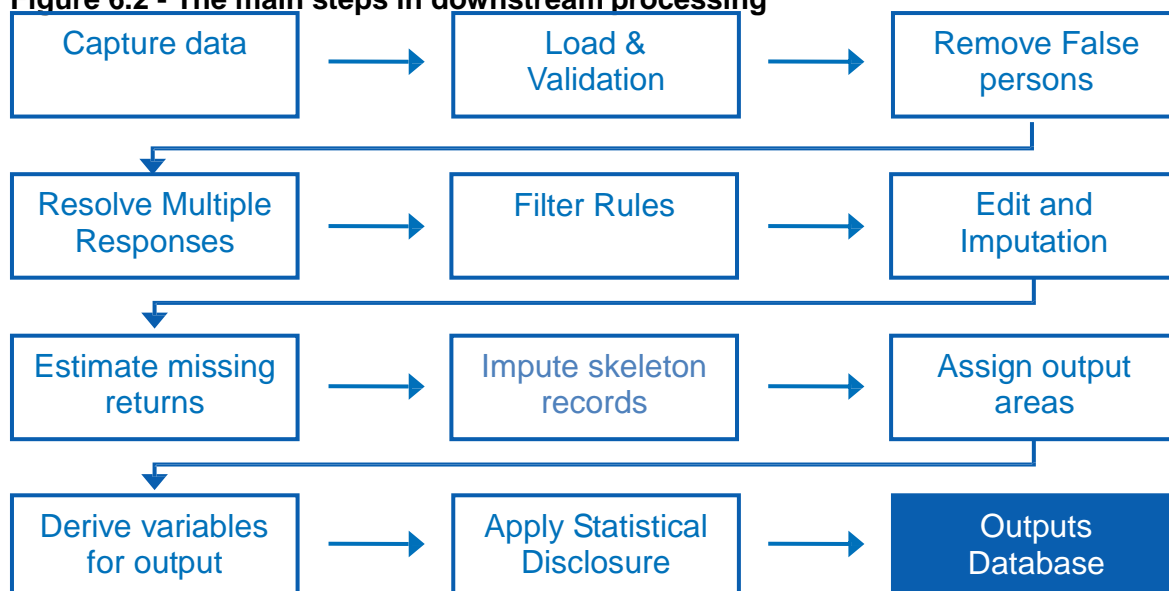 Figure 6.2 - The main steps in downstream processing
Capture data
Load &
Validation
Remove False
persons
Resolve Multiple
Responses
Filter Rules
Edit and
Imputation
Estimate missing
returns
Impute skeleton
records
Assign output
areas
Derive variables
for output
Apply Statistical
Disclosure
Outputs
Database